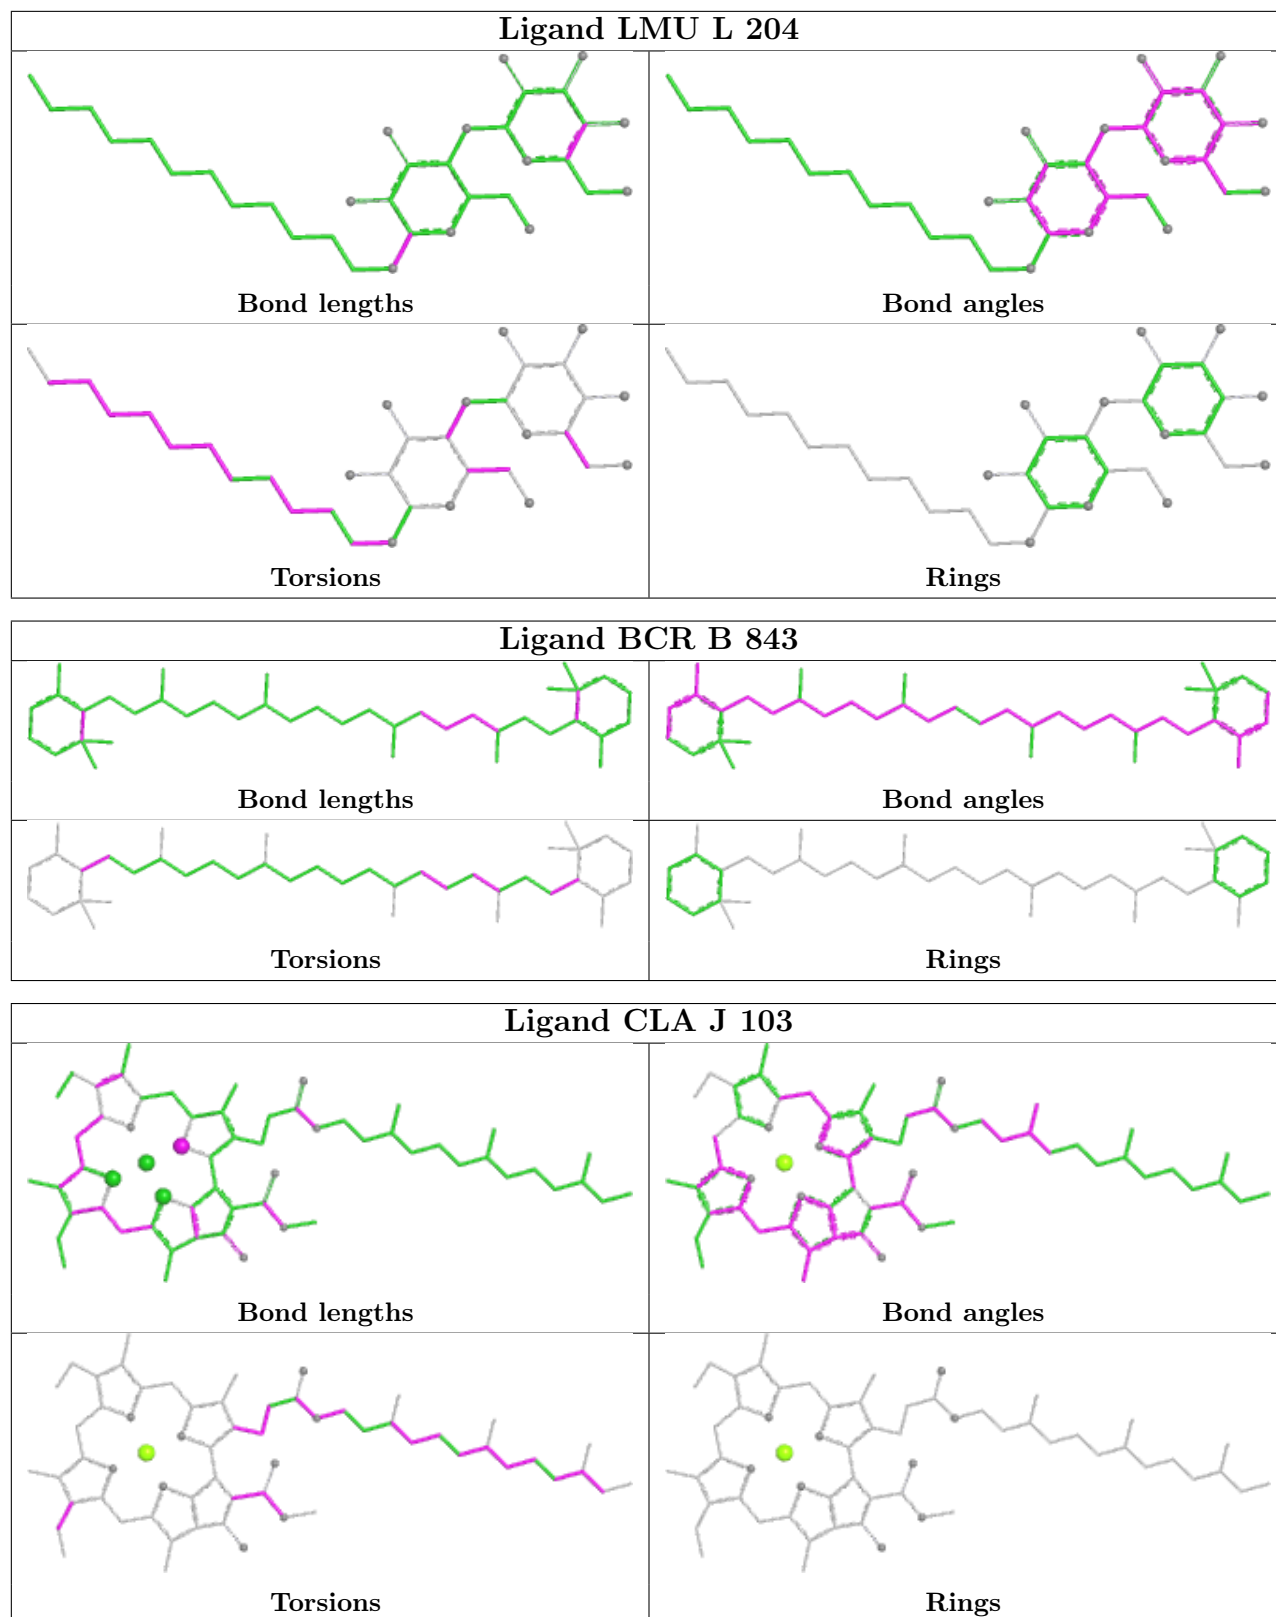 Ligand LMU L 204
Bond lengths
Bond angles
Torsions
Rings
Ligand BCR B 843
Bond lengths
Bond angles
Torsions
Rings
Ligand CLA J 103
Bond lengths
Bond angles
Torsions
Rings